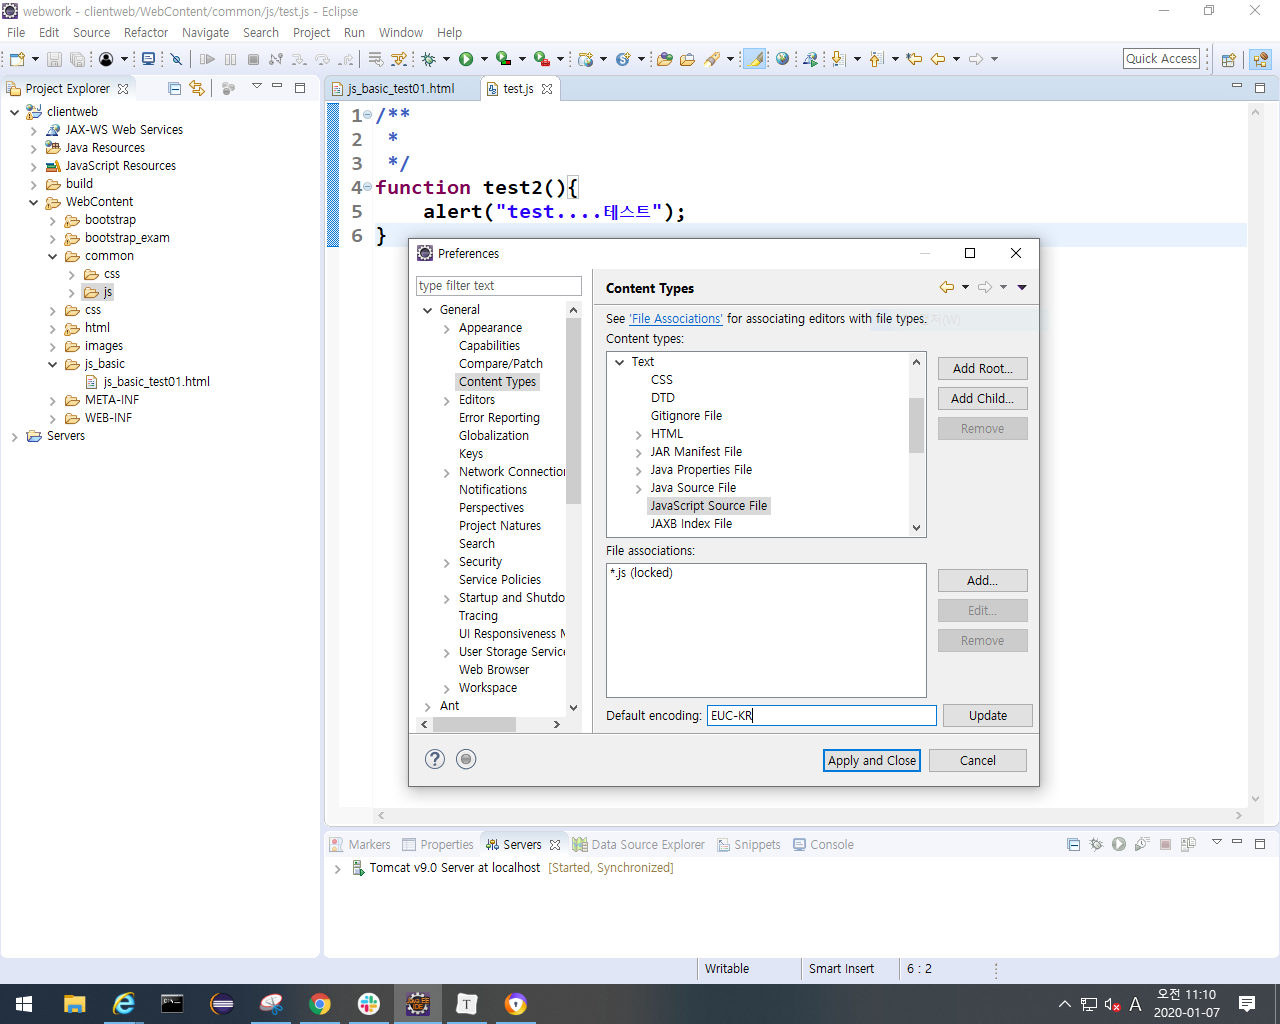 webwork - clientweb/WebContent/common/js/test.js - Eclipse
File Edit Source Refactor Navigate Search Project Run Window Help
Quick Access
Project Explorer
js_basic_test01.html
test.js
clientweb
JAX-WS Web Services
Java Resources
JavaScript Resources
build
WebContent
bootstrap
bootstrap_exam
common
css
js
css
html
images
js_basic
js_basic_test01.html
META-INF
WEB-INF
Servers
1 /**
2 *
3 */
4 function test2(){
5 alert("test....테스트");
6 }
Preferences
type filter text
General
Appearance
Capabilities
Compare/Patch
Content Types
Editors
Error Reporting
Globalization
Keys
Network Connection
Notifications
Perspectives
Project Natures
Search
Security
Service Policies
Startup and Shutdo
Tracing
UI Responsiveness M
User Storage Service
Web Browser
Workspace
Ant
Content Types
See 'File Associations' for associating editors with file types.
Content types:
Text
CSS
DTD
Gitignore File
HTML
JAR Manifest File
Java Properties File
Java Source File
JavaScript Source File
JAXB Index File
Add Root...
Add Child...
Remove
File associations:
*.js (locked)
Add...
Edit...
Remove
Default encoding: EUC-KR
Update
Apply and Close
Cancel
Markers Properties Servers Data Source Explorer Snippets Console
Tomcat v9.0 Server at localhost [Started, Synchronized]
Writable
Smart Insert
6 : 2
A
오전 11:10
2020-01-07